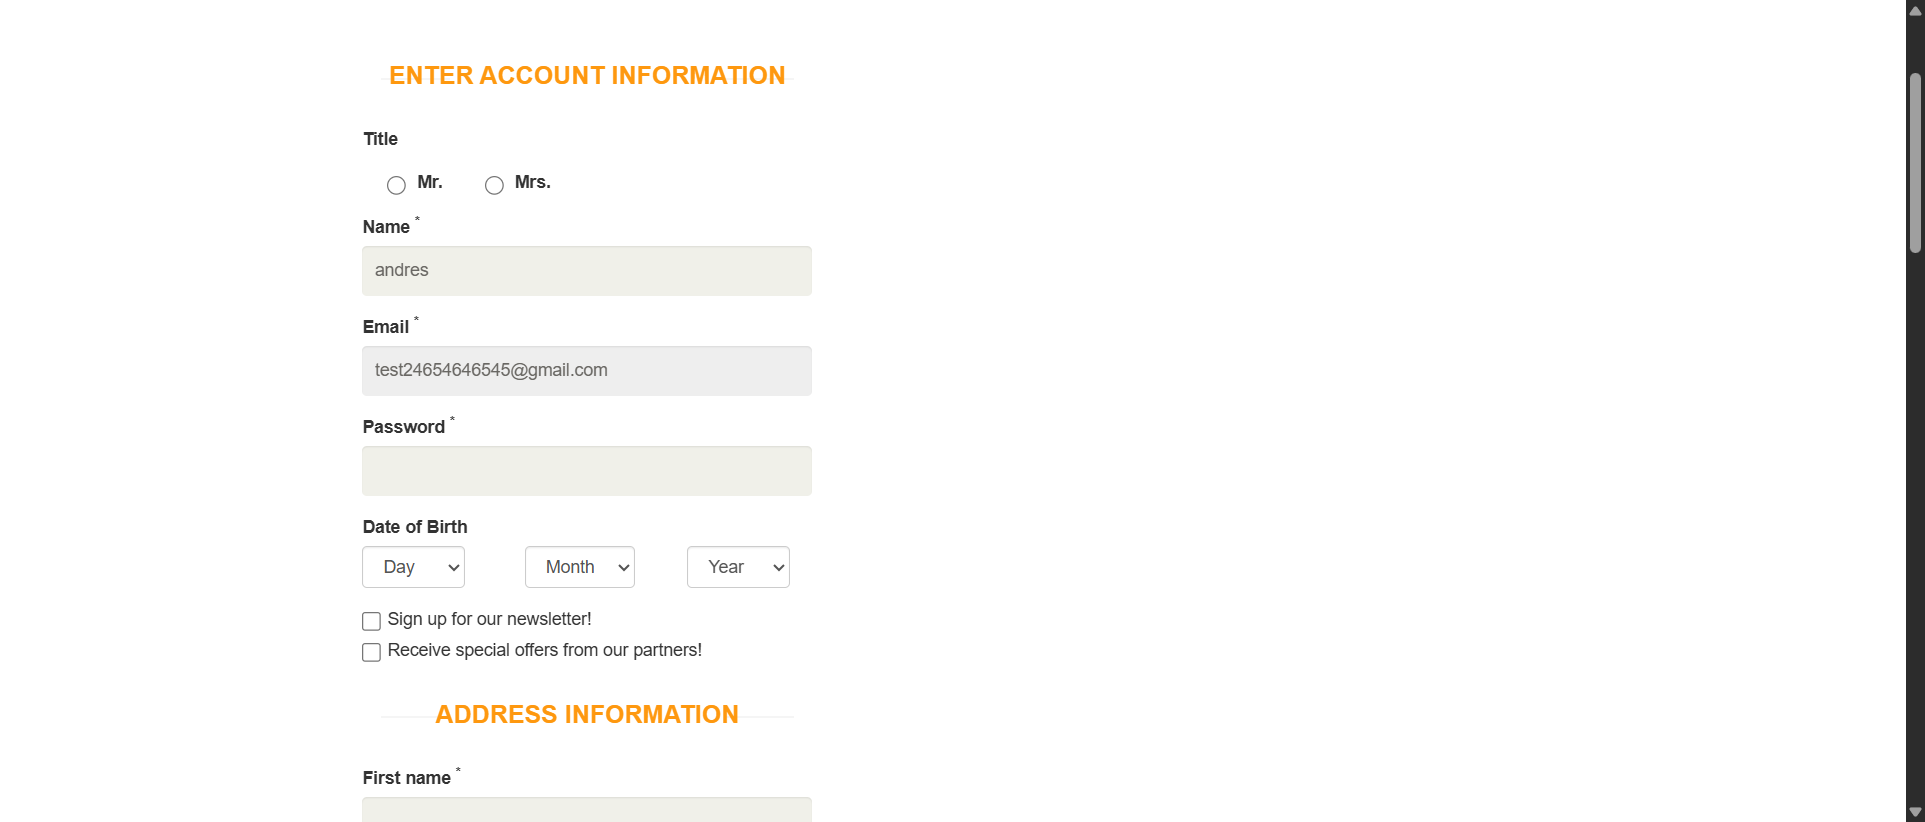 ENTER ACCOUNT INFORMATION
Title
Mr. Mrs.
Name *
andres
Email *
test24654646545@gmail.com
Password *
Date of Birth
Day Month Year
Sign up for our newsletter!
Receive special offers from our partners!
ADDRESS INFORMATION
First name *